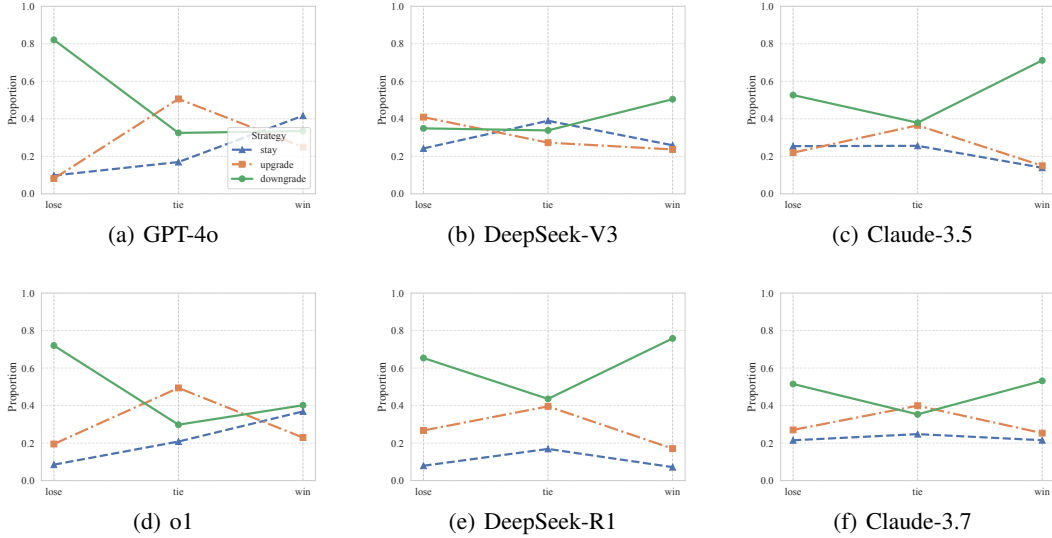 1.0
0.8
0.6
0.4
0.2
0.0
Proportion
lose
tie
win
Strategy
stay
upgrade
downgrade
(a) GPT-4o
1.0
0.8
0.6
0.4
0.2
0.0
Proportion
lose
tie
win
(b) DeepSeek-V3
1.0
0.8
0.6
0.4
0.2
0.0
Proportion
lose
tie
win
(c) Claude-3.5
1.0
0.8
0.6
0.4
0.2
0.0
Proportion
lose
tie
win
(d) o1
1.0
0.8
0.6
0.4
0.2
0.0
Proportion
lose
tie
win
(e) DeepSeek-R1
1.0
0.8
0.6
0.4
0.2
0.0
Proportion
lose
tie
win
(f) Claude-3.7